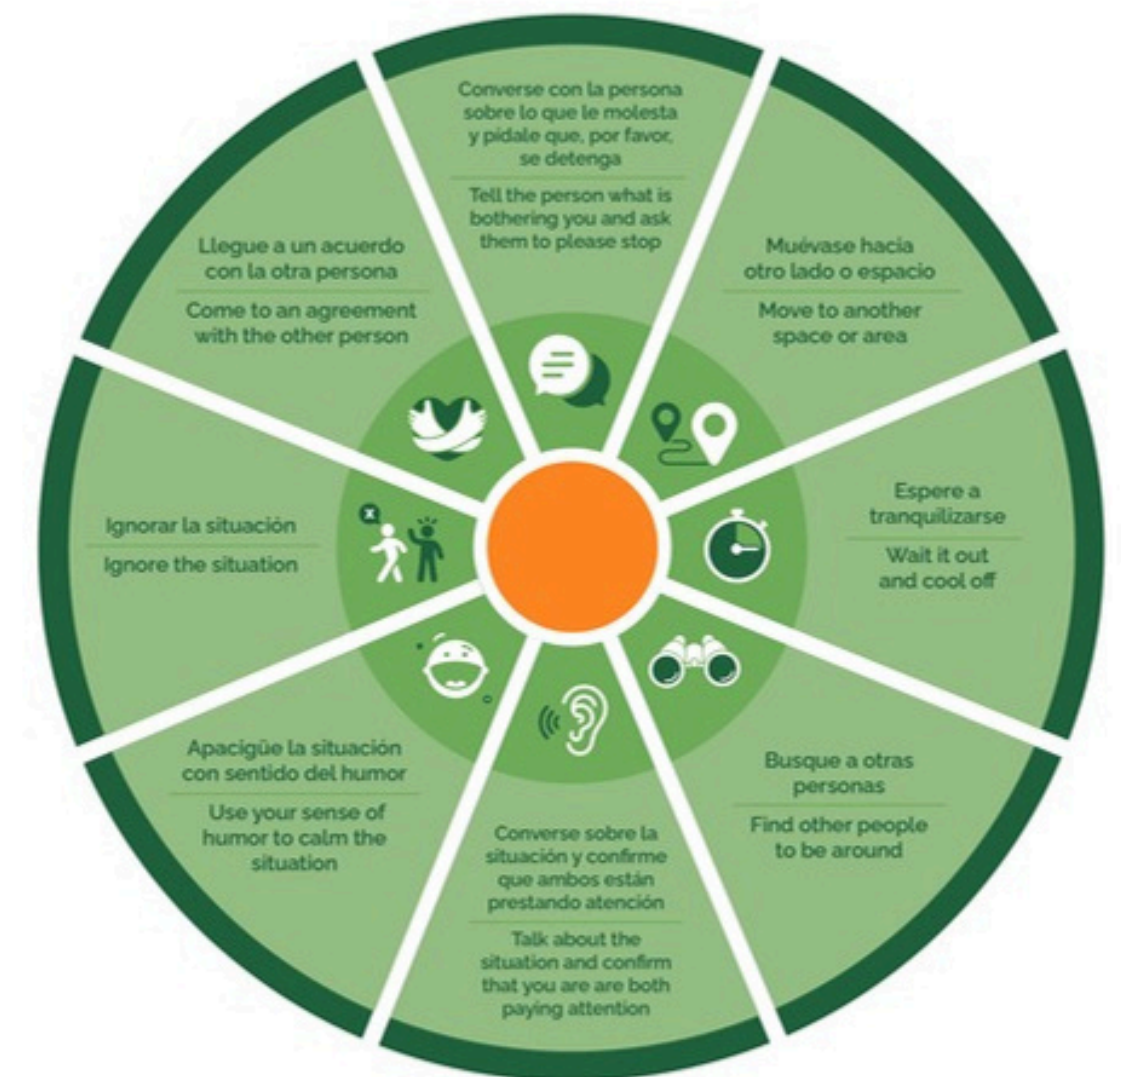 Converse con la persona
sobre lo que le molesta
y pídale que, por favor,
se detenga
Tell the person what is
bothering you and ask
them to please stop
Muévase hacia
otro lado o espacio
Move to another
space or area
Espere a
tranquilizarse
Wait it out
and cool off
Busque a otras
personas
Find other people
to be around
Converse sobre la
situación y confirme
que ambos están
prestando atención
Talk about the
situation and confirm
that you are are both
paying attention
Apacigüe la situación
con sentido del humor
Use your sense of
humor to calm the
situation
Ignorar la situación
Ignore the situation
x
Llegue a un acuerdo
con la otra persona
Come to an agreement
with the other person